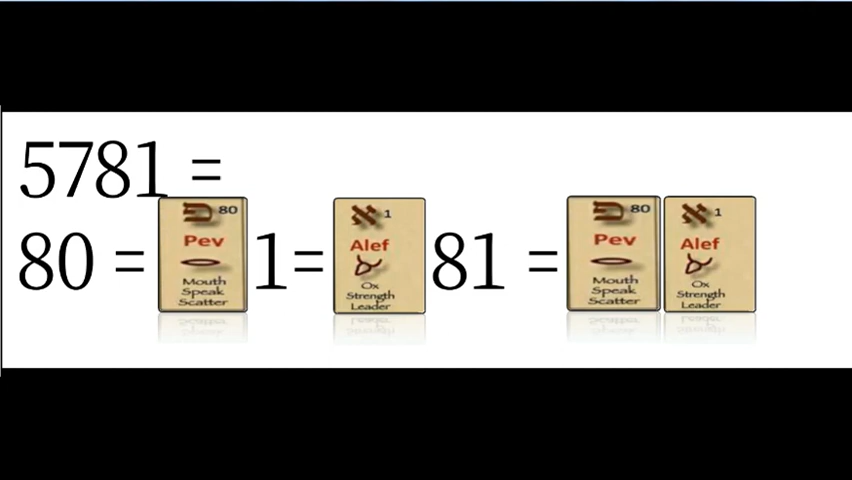 5781 =
80 = פ 80 Pey Mouth Speak Scatter 1= א 1 Alef Ox Strength Leader 81 = פ 80 Pey Mouth Speak Scatter א 1 Alef Ox Strength Leader